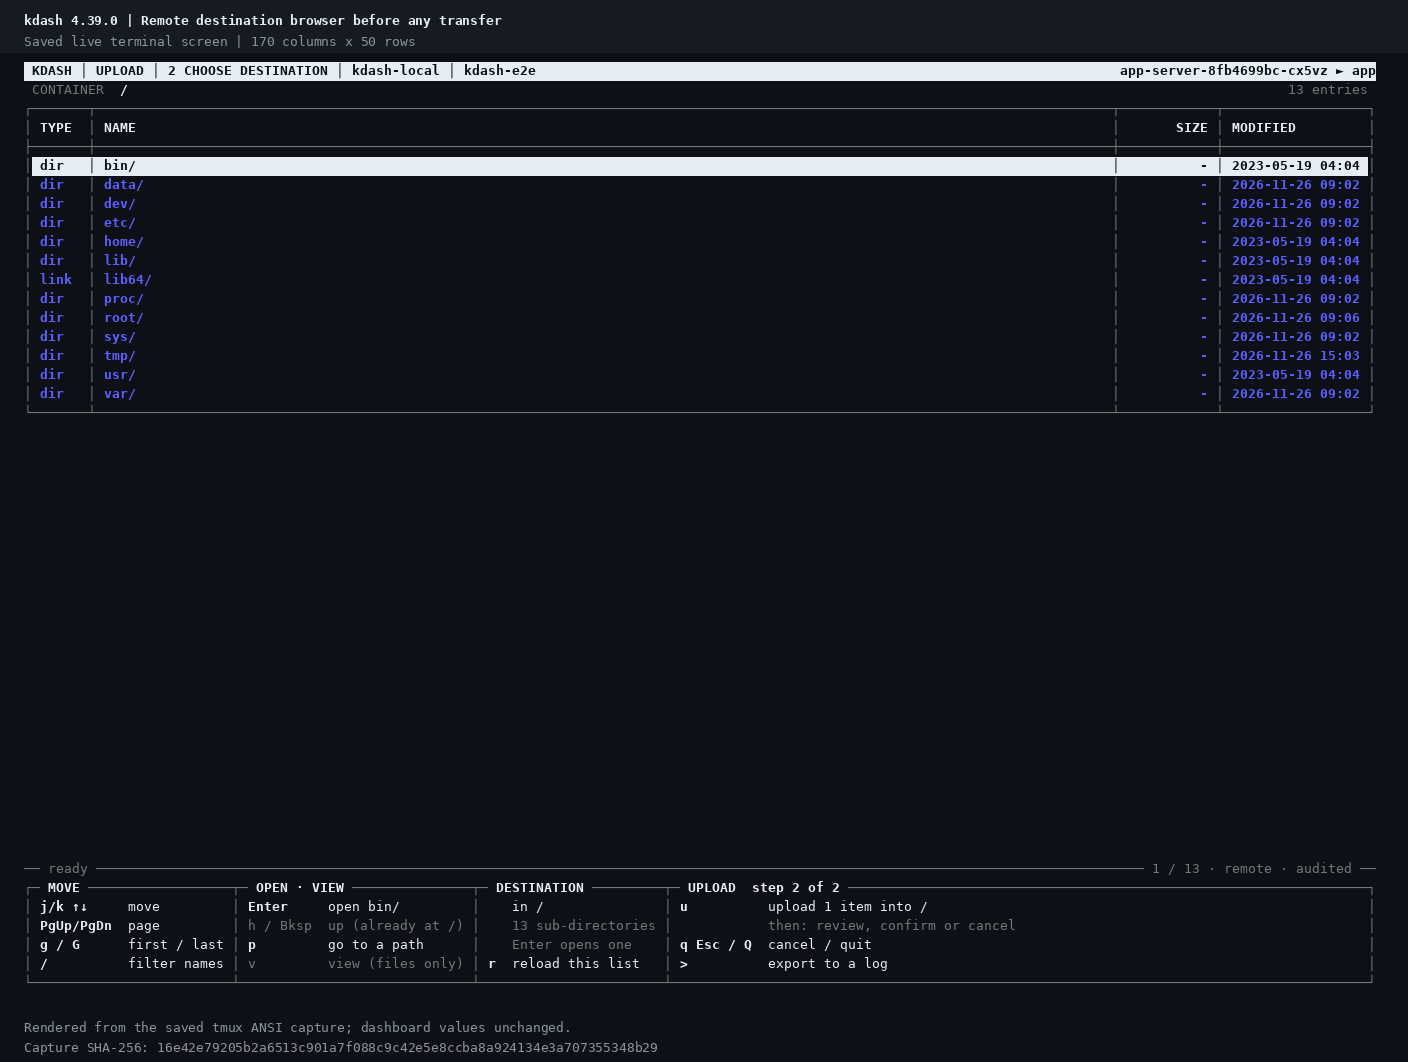 kdash 4.39.0 | Remote destination browser before any transfer
Saved live terminal screen | 170 columns x 50 rows
KDASH │ UPLOAD │ 2 CHOOSE DESTINATION │ kdash-local │ kdash-e2e app-server-8fb4699bc-cx5vz ► app
CONTAINER / 13 entries
TYPE │ NAME │ SIZE │ MODIFIED
dir │ bin/ │ - │ 2023-05-19 04:04
dir │ data/ │ - │ 2026-11-26 09:02
dir │ dev/ │ - │ 2026-11-26 09:02
dir │ etc/ │ - │ 2026-11-26 09:02
dir │ home/ │ - │ 2023-05-19 04:04
dir │ lib/ │ - │ 2023-05-19 04:04
link │ lib64/ │ - │ 2023-05-19 04:04
dir │ proc/ │ - │ 2026-11-26 09:02
dir │ root/ │ - │ 2026-11-26 09:06
dir │ sys/ │ - │ 2026-11-26 09:02
dir │ tmp/ │ - │ 2026-11-26 15:03
dir │ usr/ │ - │ 2023-05-19 04:04
dir │ var/ │ - │ 2026-11-26 09:02
ready 1 / 13 · remote · audited
MOVE OPEN · VIEW DESTINATION UPLOAD step 2 of 2
j/k ↑↓ move │ Enter open bin/ │ in / │ u upload 1 item into /
PgUp/PgDn page │ h / Bksp up (already at /) │ 13 sub-directories │ then: review, confirm or cancel
g / G first / last │ p go to a path │ Enter opens one │ q Esc / Q cancel / quit
/ filter names │ v view (files only) │ r reload this list │ > export to a log
Rendered from the saved tmux ANSI capture; dashboard values unchanged.
Capture SHA-256: 16e42e79205b2a6513c901a7f088c9c42e5e8ccba8a924134e3a707355348b29